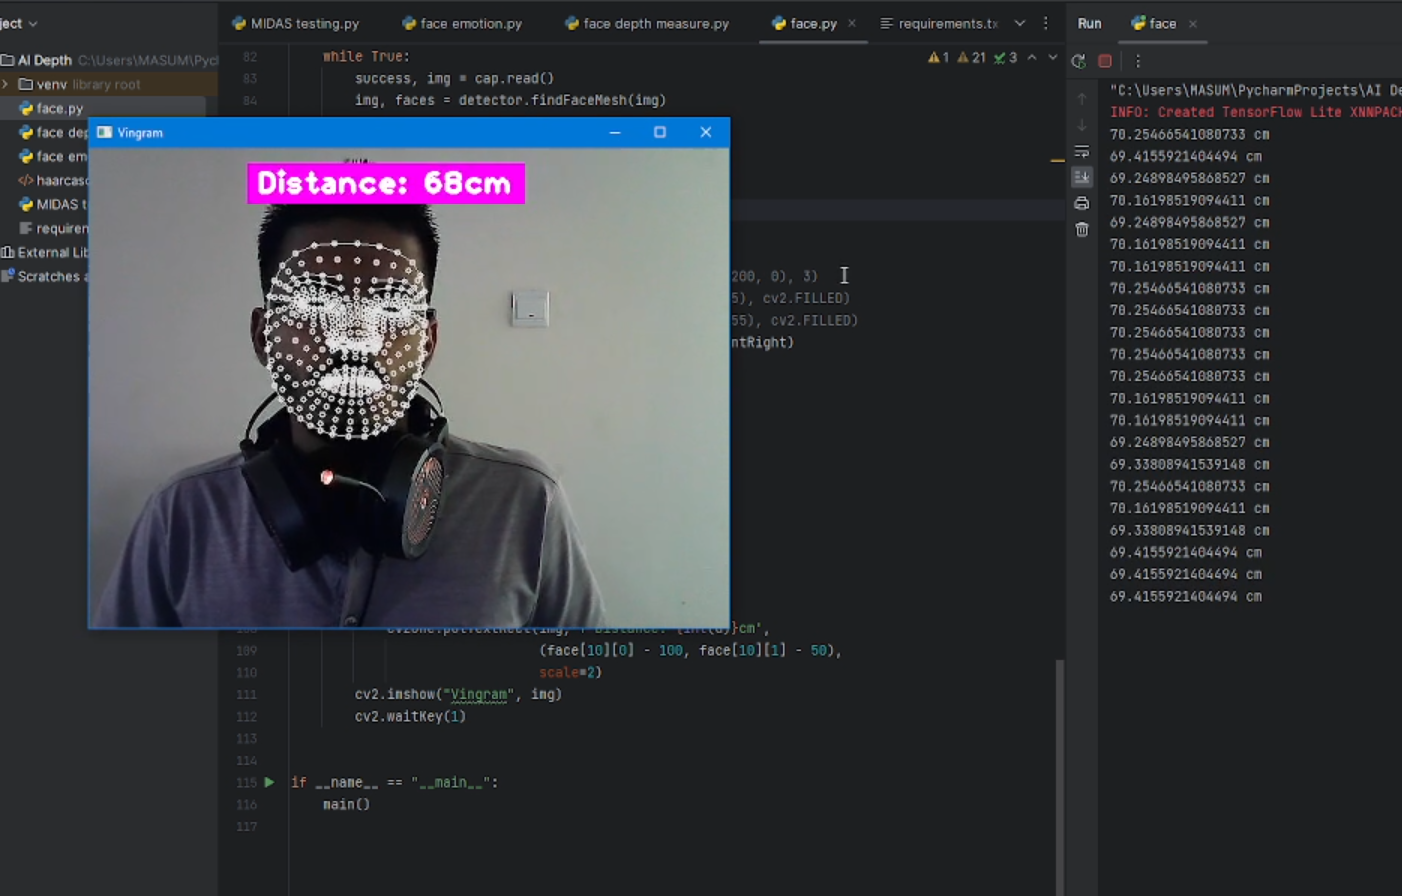 ject
MIDAS testing.py
face emotion.py
face depth measure.py
face.py
requirements.tx
Run
face
AI Depth C:\Users\MASUM\Pycl
venv library root
face.py
face dep
face em
haarcasc
MIDAS t
requiren
External Lib
Scratches a
1 21 3
82 while True:
83 success, img = cap.read()
84 img, faces = detector.findFaceMesh(img)
Vingram
Distance: 68cm
200, 0), 3)
5), cv2.FILLED)
55), cv2.FILLED)
ntRight)
cm',
109 (face[10][0] - 100, face[10][1] - 50),
110 scale=2)
111 cv2.imshow("Vingram", img)
112 cv2.waitKey(1)
113
114
115 if __name__ == "__main__":
116 main()
117
"C:\Users\MASUM\PycharmProjects\AI De
INFO: Created TensorFlow Lite XNNPACK
70.25466541080733 cm
69.4155921404494 cm
69.24898495868527 cm
70.16198519094411 cm
69.24898495868527 cm
70.16198519094411 cm
70.16198519094411 cm
70.25466541080733 cm
70.25466541080733 cm
70.25466541080733 cm
70.25466541080733 cm
70.25466541080733 cm
70.16198519094411 cm
70.16198519094411 cm
69.24898495868527 cm
69.33808941539148 cm
70.25466541080733 cm
70.16198519094411 cm
69.33808941539148 cm
69.4155921404494 cm
69.4155921404494 cm
69.4155921404494 cm